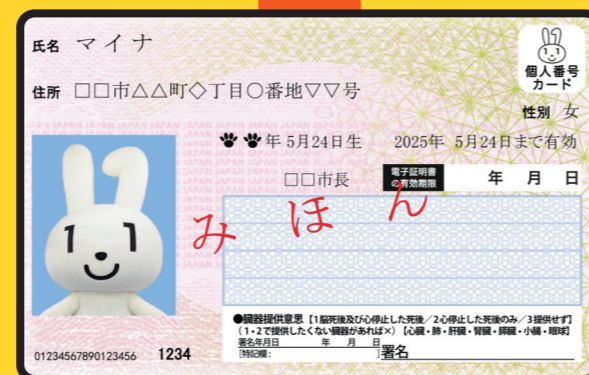 氏名 マイナ
個人番号
カード
住所 □□市△△町◇丁目○番地▽▽号
性別 女
年 5月24日生 2025年 5月24日まで有効
□□市長 電子証明書
の有効期限 年 月 日
みほん
●臓器提供意思【1脳死後及び心停止した死後/2心停止した死後のみ/3提供せず】
(1・2で提供したくない臓器があれば×)【心臓・肺・肝臓・腎臓・膵臓・小腸・眼球】
署名年月日 年 月 日
[特記欄: ]署名
01234567890123456 1234